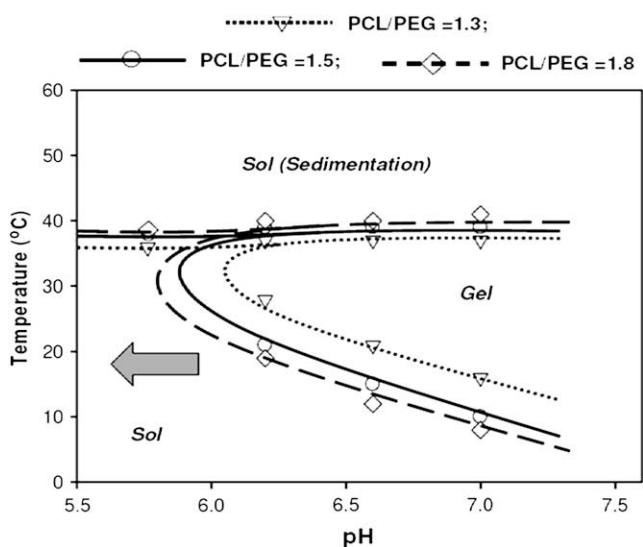 PCL/PEG =1.3;
PCL/PEG =1.5; PCL/PEG =1.8
60
50
40
30
20
10
0
Temperature (ºC)
Sol (Sedimentation)
Gel
Sol
5.5 6.0 6.5 7.0 7.5
pH